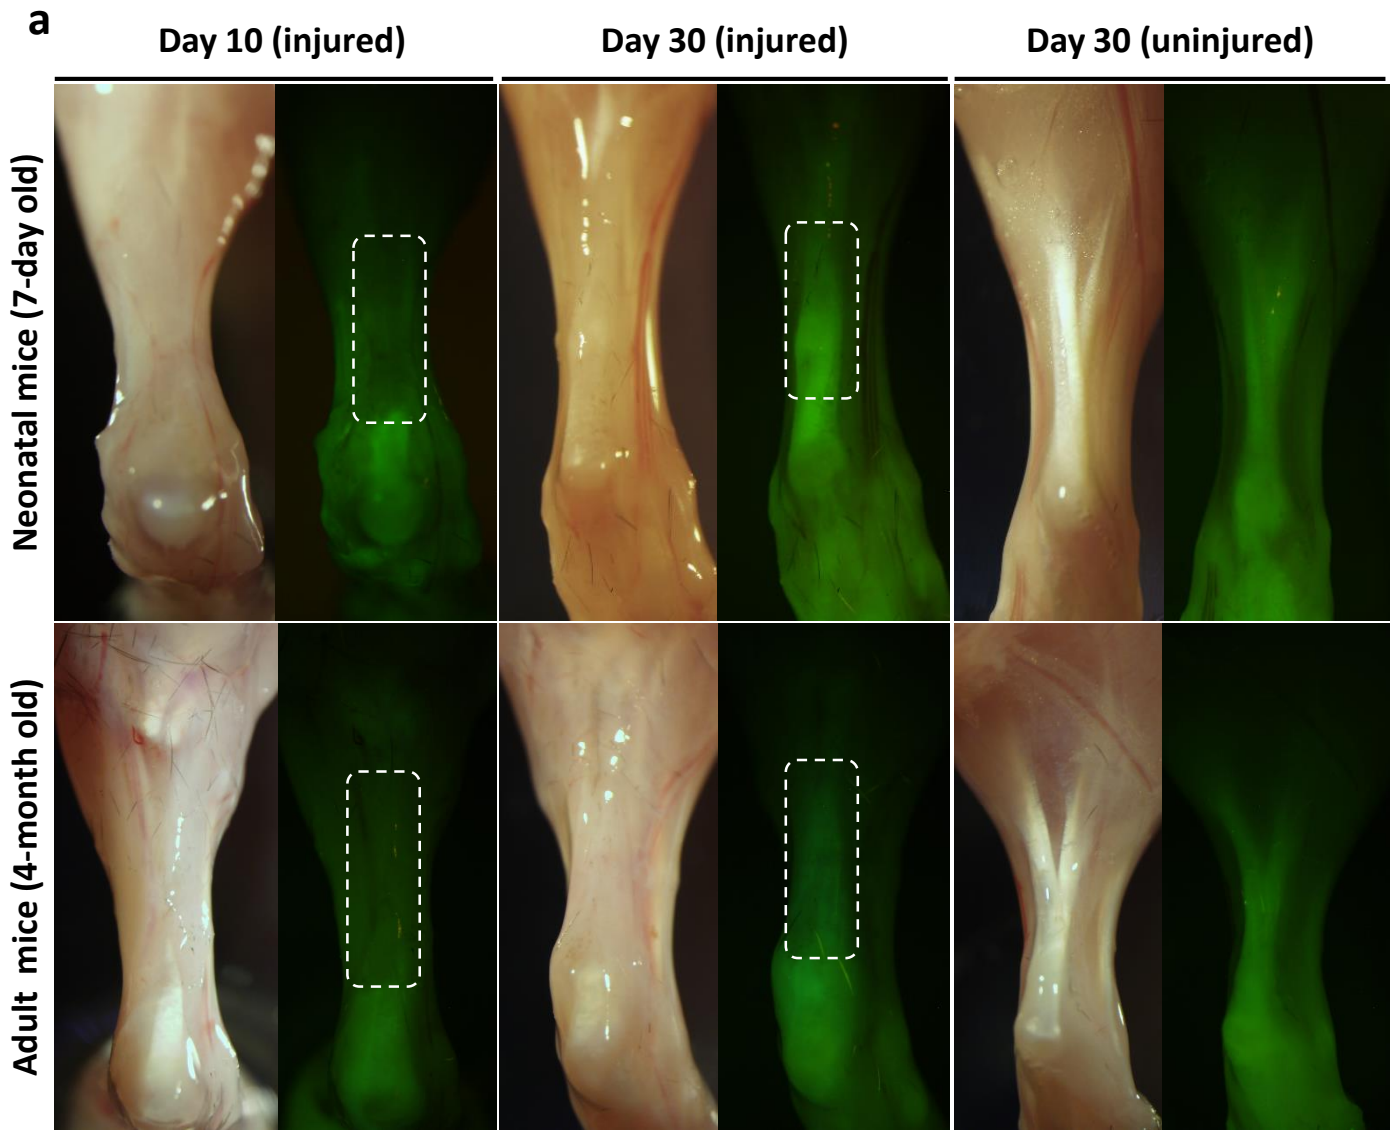 a
Day 10 (injured)
Day 30 (injured)
Day 30 (uninjured)
Neonatal mice (7-day old)
Adult mice (4-month old)